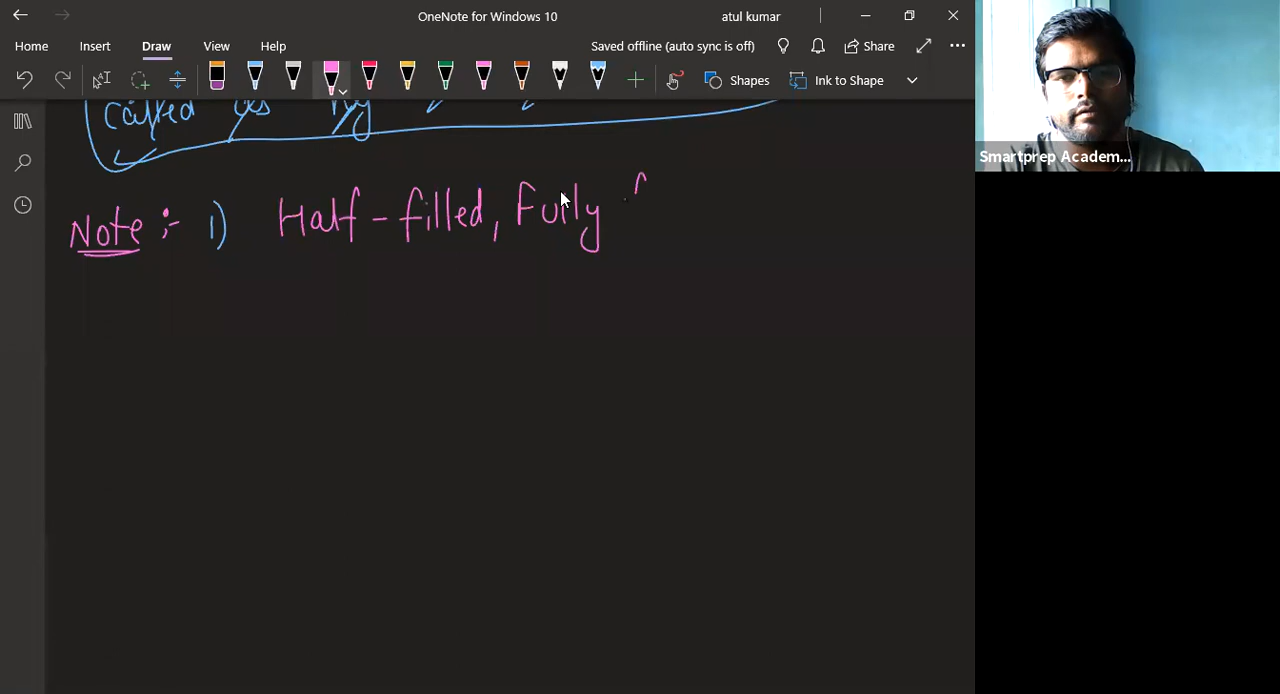 OneNote for Windows 10
atul kumar
Home Insert Draw View Help
Saved offline (auto sync is off)
Share
Shapes
Ink to Shape
Smartprep Academ...
Note :- 1) Half - filled, Fully